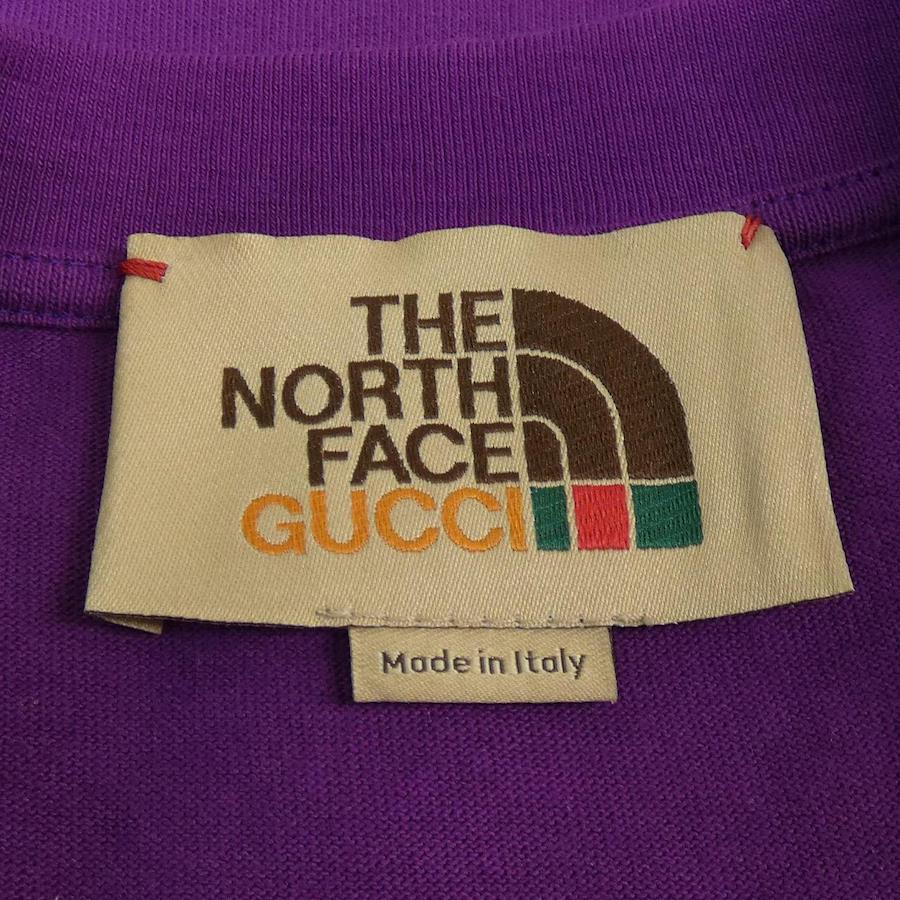 THE
NORTH
FACE
GUCCI
Made in Italy